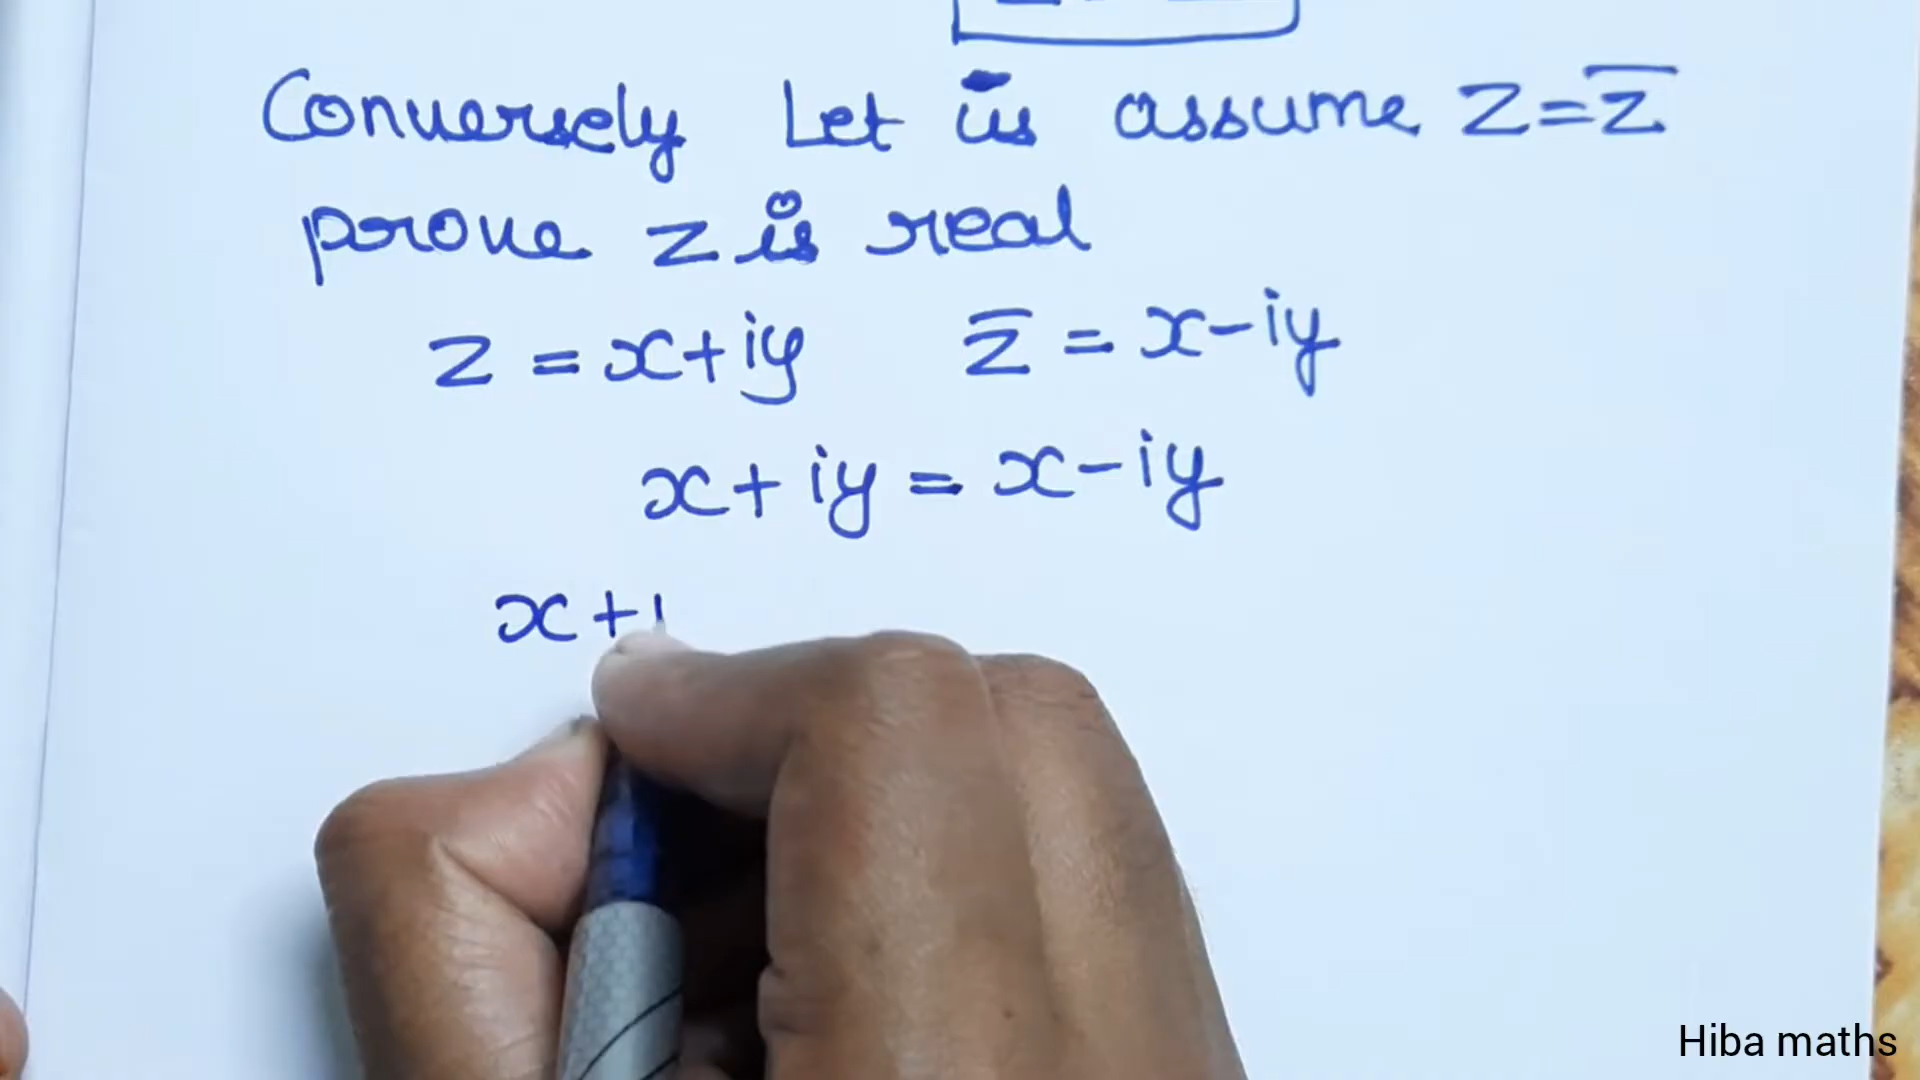 Conversely Let us assume z = z̅
prove z is real
z = x+iy z̅ = x-iy
x + iy = x - iy
x +
Hiba maths